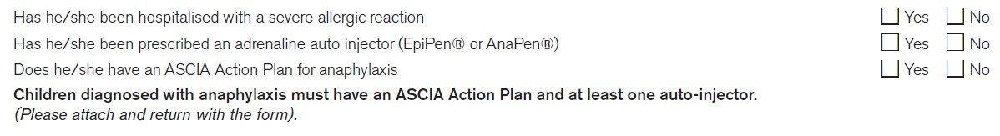 Has he/she been hospitalised with a severe allergic reaction Yes No
Has he/she been prescribed an adrenaline auto injector (EpiPen® or AnaPen®) Yes No
Does he/she have an ASCIA Action Plan for anaphylaxis Yes No
Children diagnosed with anaphylaxis must have an ASCIA Action Plan and at least one auto-injector.
(Please attach and return with the form).